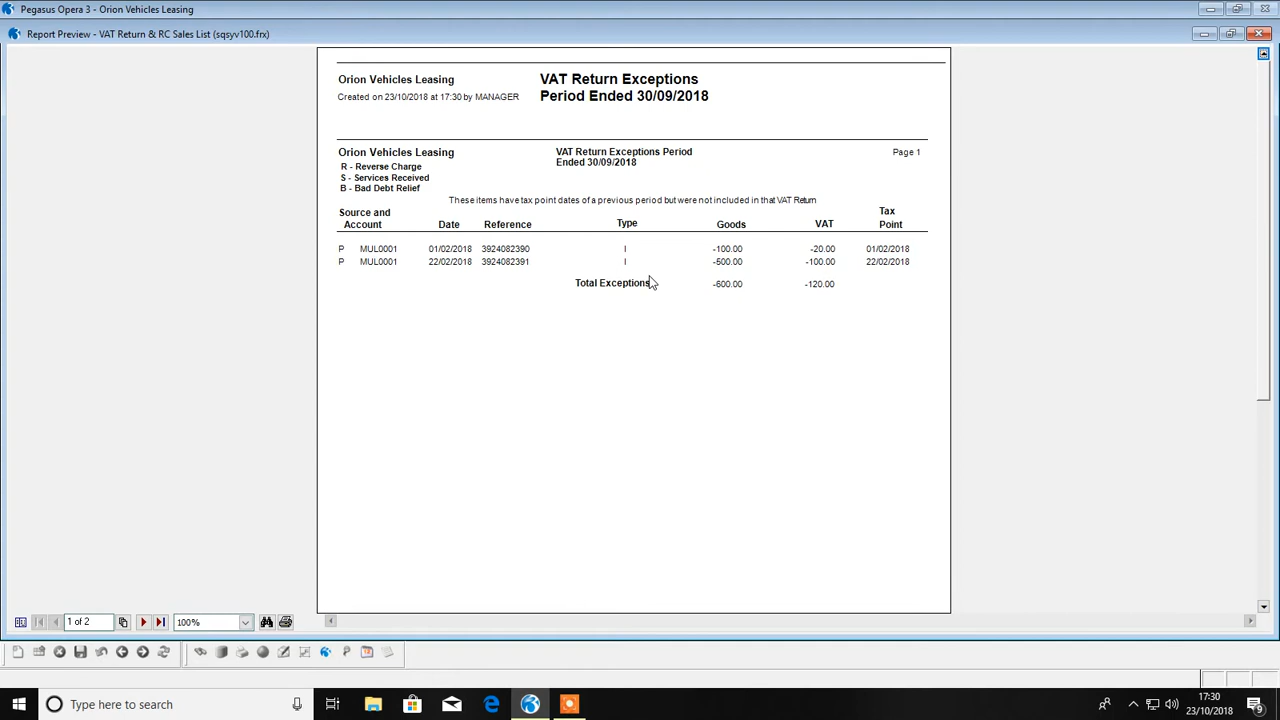 Pegasus Opera 3 - Orion Vehicles Leasing
Report Preview - VAT Return & RC Sales List (sqsyv100.frx)
Orion Vehicles Leasing
VAT Return Exceptions
Created on 23/10/2018 at 17:30 by MANAGER
Period Ended 30/09/2018
Orion Vehicles Leasing
VAT Return Exceptions Period
Ended 30/09/2018
Page 1
R - Reverse Charge
S - Services Received
B - Bad Debt Relief
These items have tax point dates of a previous period but were not included in that VAT Return
Source and
Account
Date
Reference
Type
Goods
VAT
Tax
Point
P MUL0001 01/02/2018 3924082390 I -100.00 -20.00 01/02/2018
P MUL0001 22/02/2018 3924082391 I -500.00 -100.00 22/02/2018
Total Exceptions -600.00 -120.00
1 of 2
100%
Type here to search
17:30
23/10/2018
9